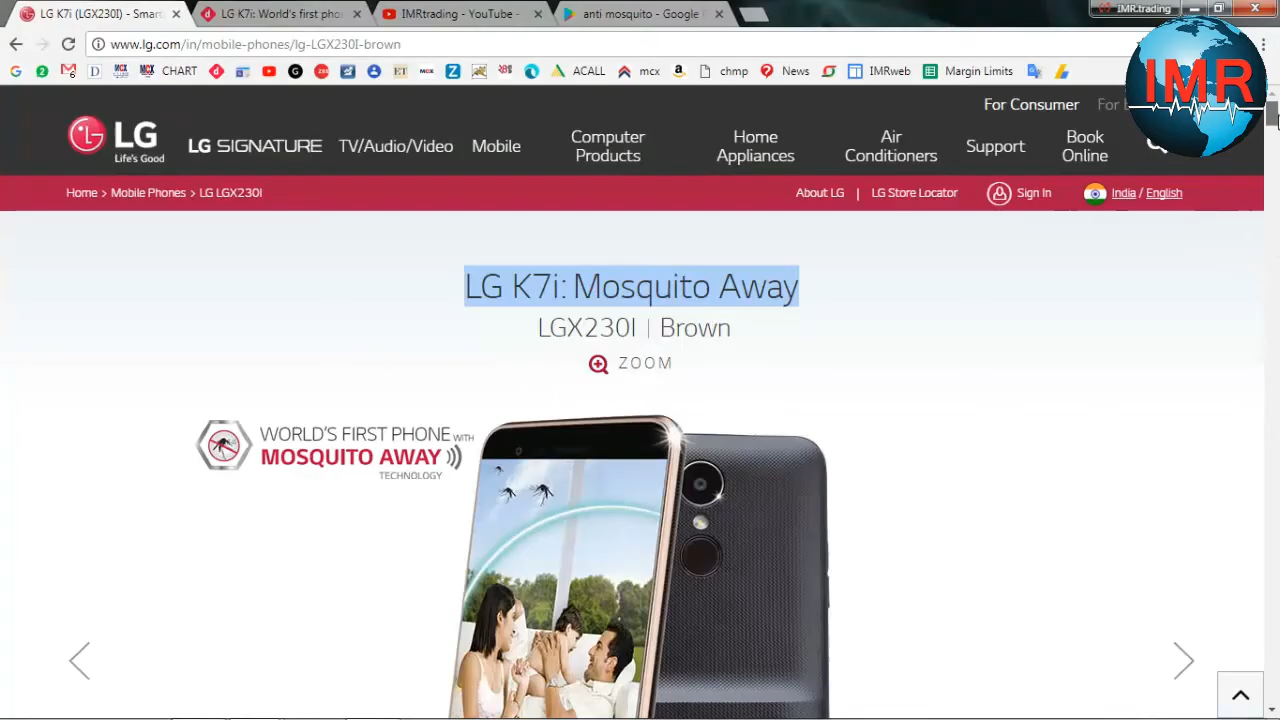 LG K7i (LGX230I) - Smar
LG K7i: World's first pho
IMRtrading - YouTube -
anti mosquito - Google
IMR.trading
www.lg.com/in/mobile-phones/lg-LGX230I-brown
CHART
ACALL
mcx
chmp
News
IMRweb
Margin Limits
IMR
For Consumer
For
LG
Life's Good
LG SIGNATURE
TV/Audio/Video
Mobile
Computer
Products
Home
Appliances
Air
Conditioners
Support
Book
Online
Home > Mobile Phones > LG LGX230I
About LG | LG Store Locator
Sign In
India / English
LG K7i: Mosquito Away
LGX230I | Brown
ZOOM
WORLD'S FIRST PHONE WITH
MOSQUITO AWAY
TECHNOLOGY